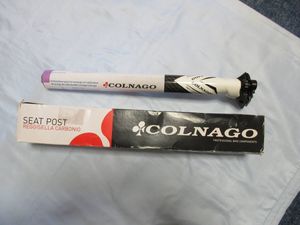 COLNAGO
SEAT POST
REGGISELLA CARBONIO
COLNAGO
PROFESSIONAL BIKE COMPONENTS